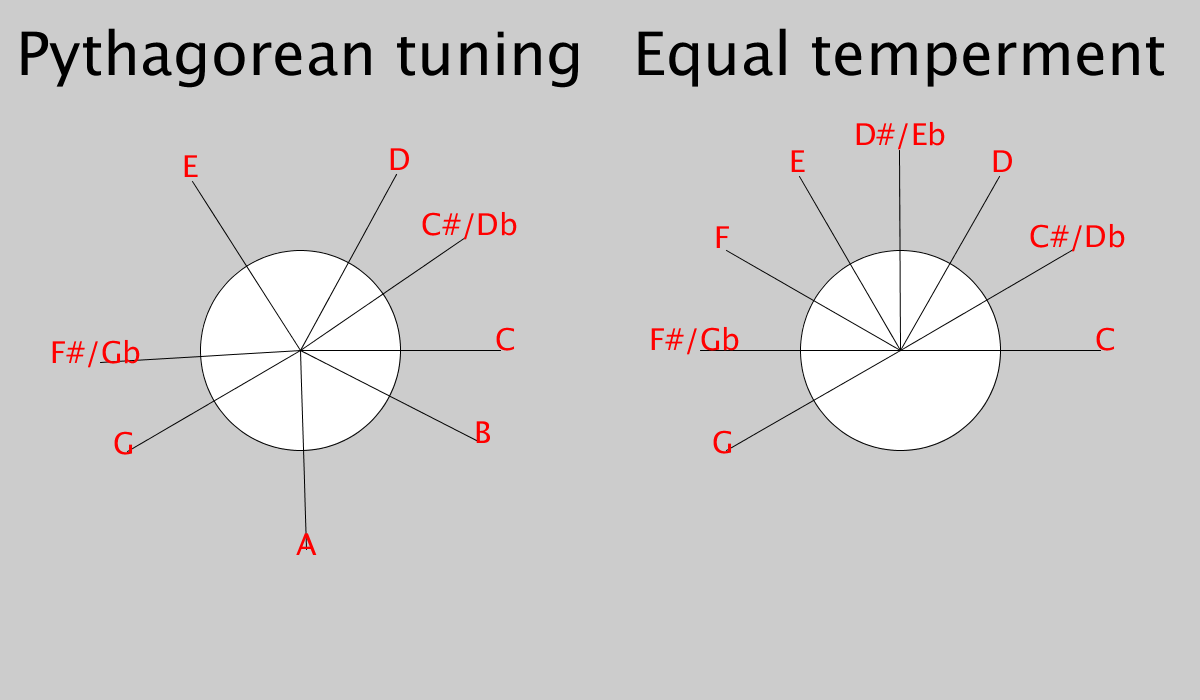 Pythagorean tuning
E
D
C#/Db
C
F#/Gb
G
B
A
Equal temperment
D#/Eb
E
D
F
C#/Db
F#/Gb
C
G